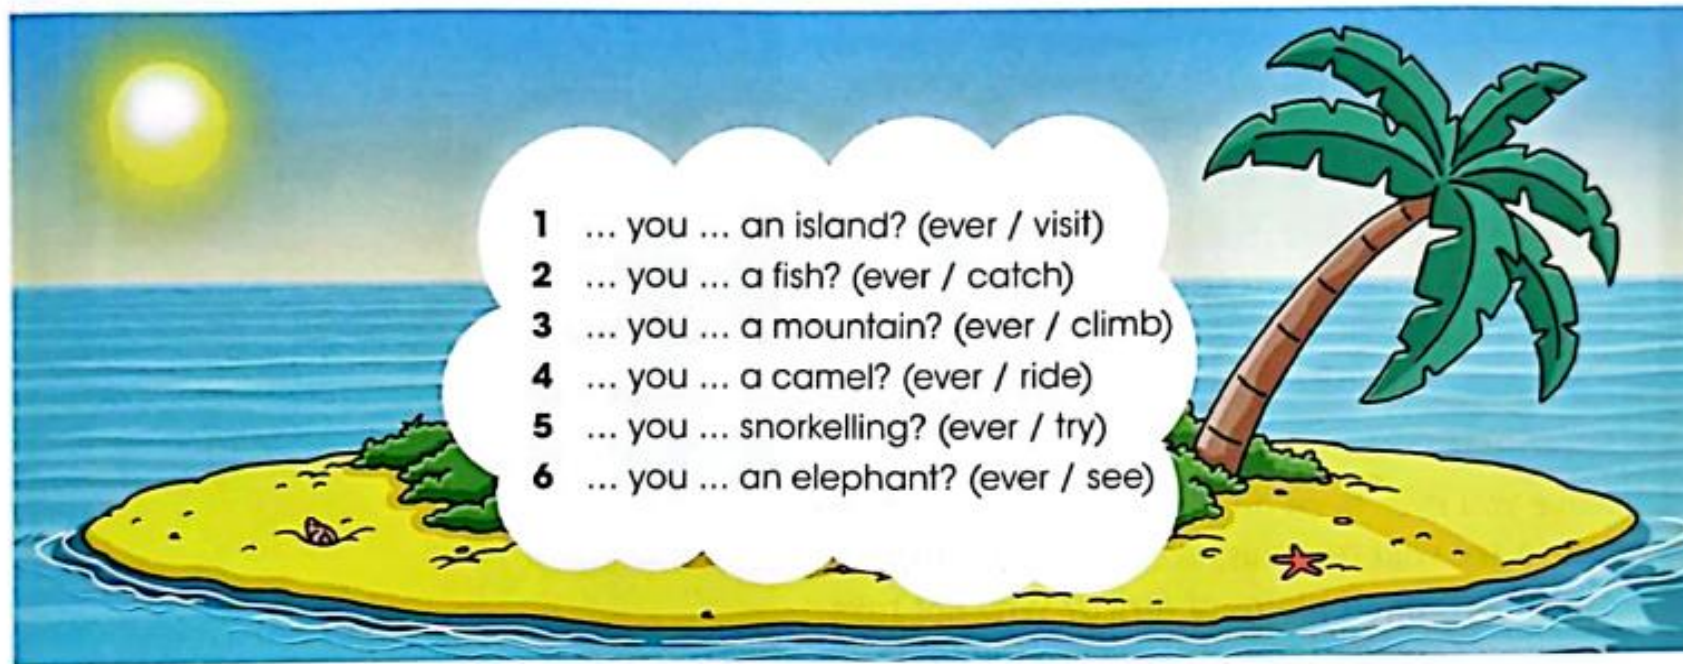 1 ... you ... an island? (ever / visit)
2 ... you ... a fish? (ever / catch)
3 ... you ... a mountain? (ever / climb)
4 ... you ... a camel? (ever / ride)
5 ... you ... snorkelling? (ever / try)
6 ... you ... an elephant? (ever / see)